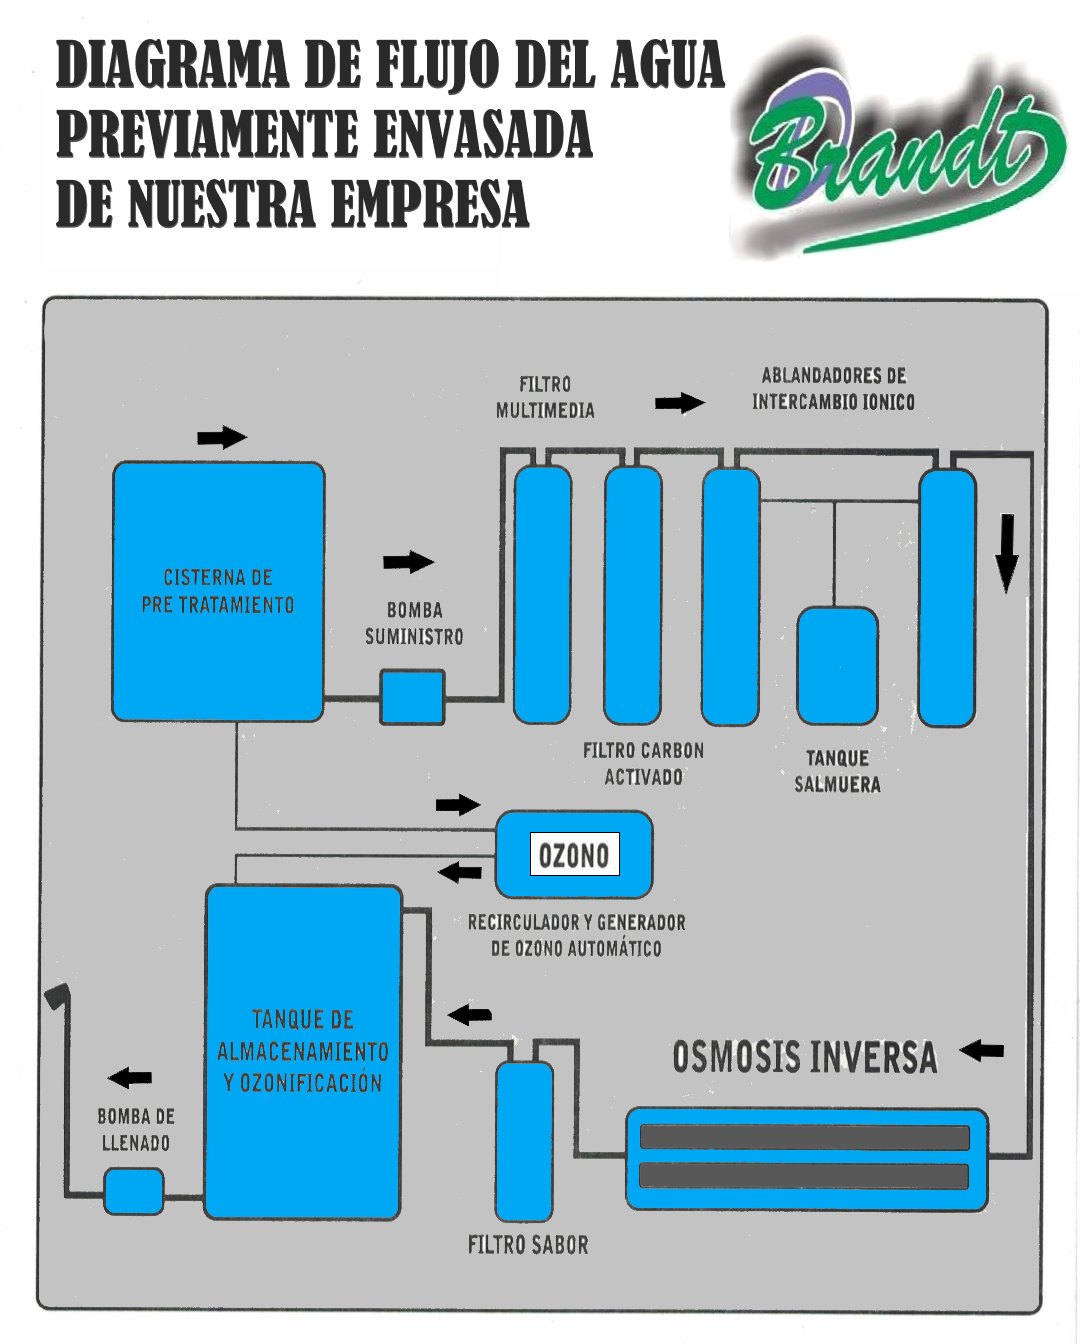 DIAGRAMA DE FLUJO DEL AGUA
PREVIAMENTE ENVASADA
DE NUESTRA EMPRESA
Brandt
FILTRO
MULTIMEDIA
ABLANDADORES DE
INTERCAMBIO IONICO
CISTERNA DE
PRE TRATAMIENTO
BOMBA
SUMINISTRO
FILTRO CARBON
ACTIVADO
TANQUE
SALMUERA
OZONO
RECIRCULADOR Y GENERADOR
DE OZONO AUTOMÁTICO
TANQUE DE
ALMACENAMIENTO
Y OZONIFICACIÓN
OSMOSIS INVERSA
BOMBA DE
LLENADO
FILTRO SABOR